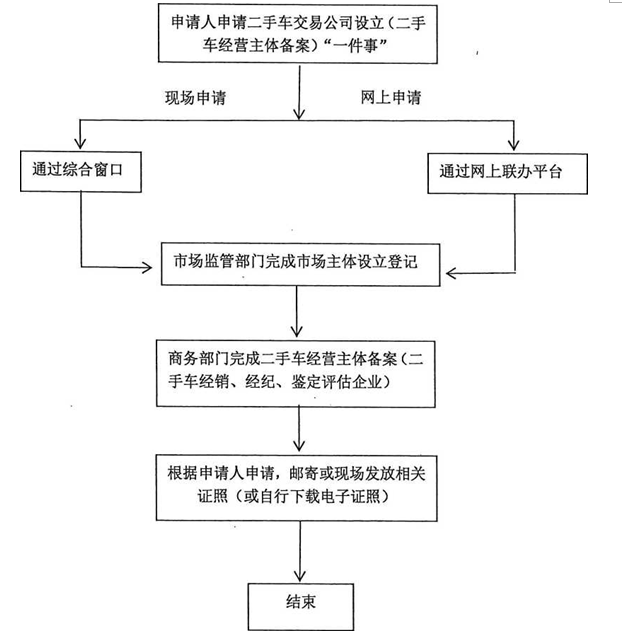 申请人申请二手车交易公司设立（二手
车经营主体备案）“一件事”
现场申请
网上申请
通过综合窗口
通过网上联办平台
市场监管部门完成市场主体设立登记
商务部门完成二手车经营主体备案（二
手车经销、经纪、鉴定评估企业）
根据申请人申请，邮寄或现场发放相关
证照（或自行下载电子证照）
结束